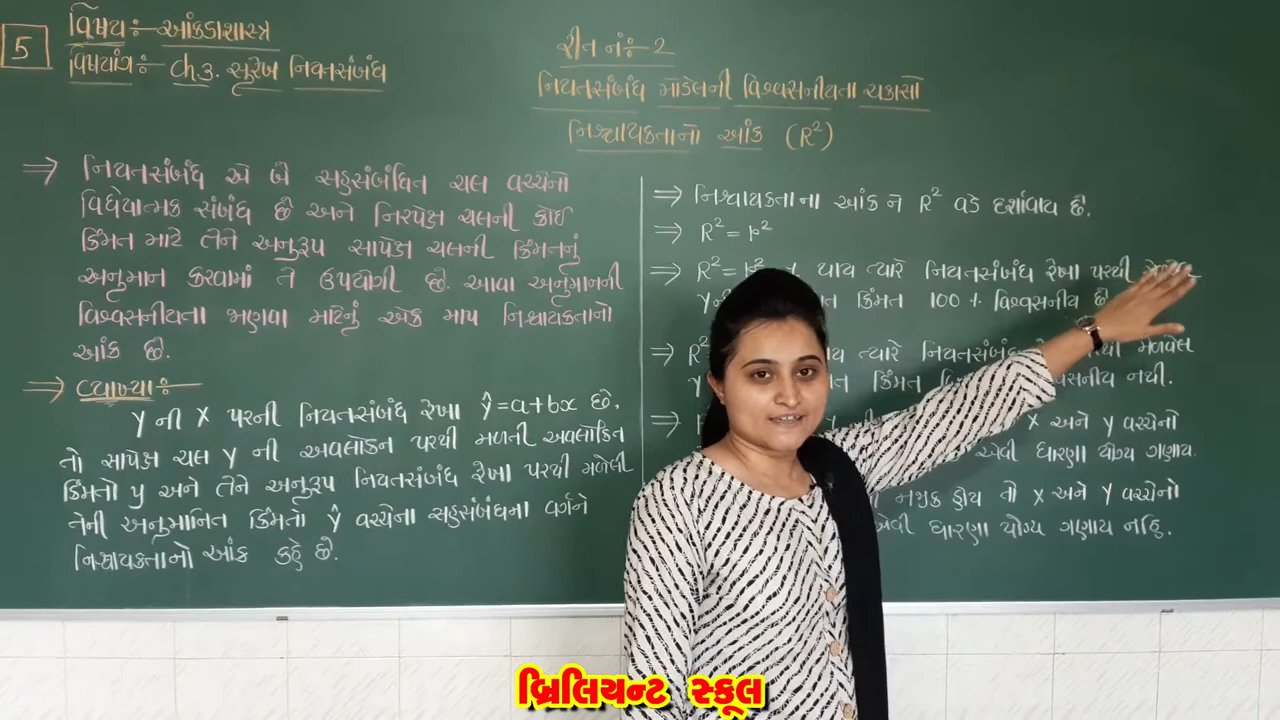 5
વિષય :- આંકડાશાસ્ત્ર
વિષયાંગ :- Ch.3. સુરેખ નિયતસંબંધ
રીત નં :- 2
નિયતસંબંધ મોડેલની વિશ્વસનીયતા ચકાસો
નિશ્ચાયકતાનો આંક (R²)
⇒ નિયતસંબંધ એ બે સહસંબંધિત ચલ વચ્ચેનો
વિધેયાત્મક સંબંધ છે અને નિરપેક્ષ ચલની કોઈ
કિંમત માટે તેને અનુરૂપ સાપેક્ષ ચલની કિંમતનું
અનુમાન કરવામાં તે ઉપયોગી છે. આવા અનુમાનની
વિશ્વસનીયતા જાણવા માટેનું એક માપ નિશ્ચાયકતાનો
આંક છે.
⇒ વ્યાખ્યા :-
Y ની X પરની નિયતસંબંધ રેખા ŷ = a + bx છે.
તો સાપેક્ષ ચલ Y ની અવલોકન પરથી મળતી અવલોકિત
કિંમતો y અને તેને અનુરૂપ નિયતસંબંધ રેખા પરથી મળેલી
તેની અનુમાનિત કિંમતો ŷ વચ્ચેના સહસંબંધના વર્ગને
નિશ્ચાયકતાનો આંક કહે છે.
⇒ નિશ્ચાયકતાના આંક ને R² વડે દર્શાવાય છે.
⇒ R² = r²
⇒ R² = થાય ત્યારે નિયતસંબંધ રેખા પરથી
Yની કિંમત 100 % વિશ્વસનીય છે
⇒ ત્યારે નિયતસંબંધ મળવેલ
Y કિંમત નથી.
⇒ X અને Y વચ્ચેનો
એવી ધારણા યોગ્ય ગણાય.
નજીક હોય તો X અને Y વચ્ચેનો
એવી ધારણા યોગ્ય ગણાય નહિ.
બ્રિલિયન્ટ સ્કૂલ